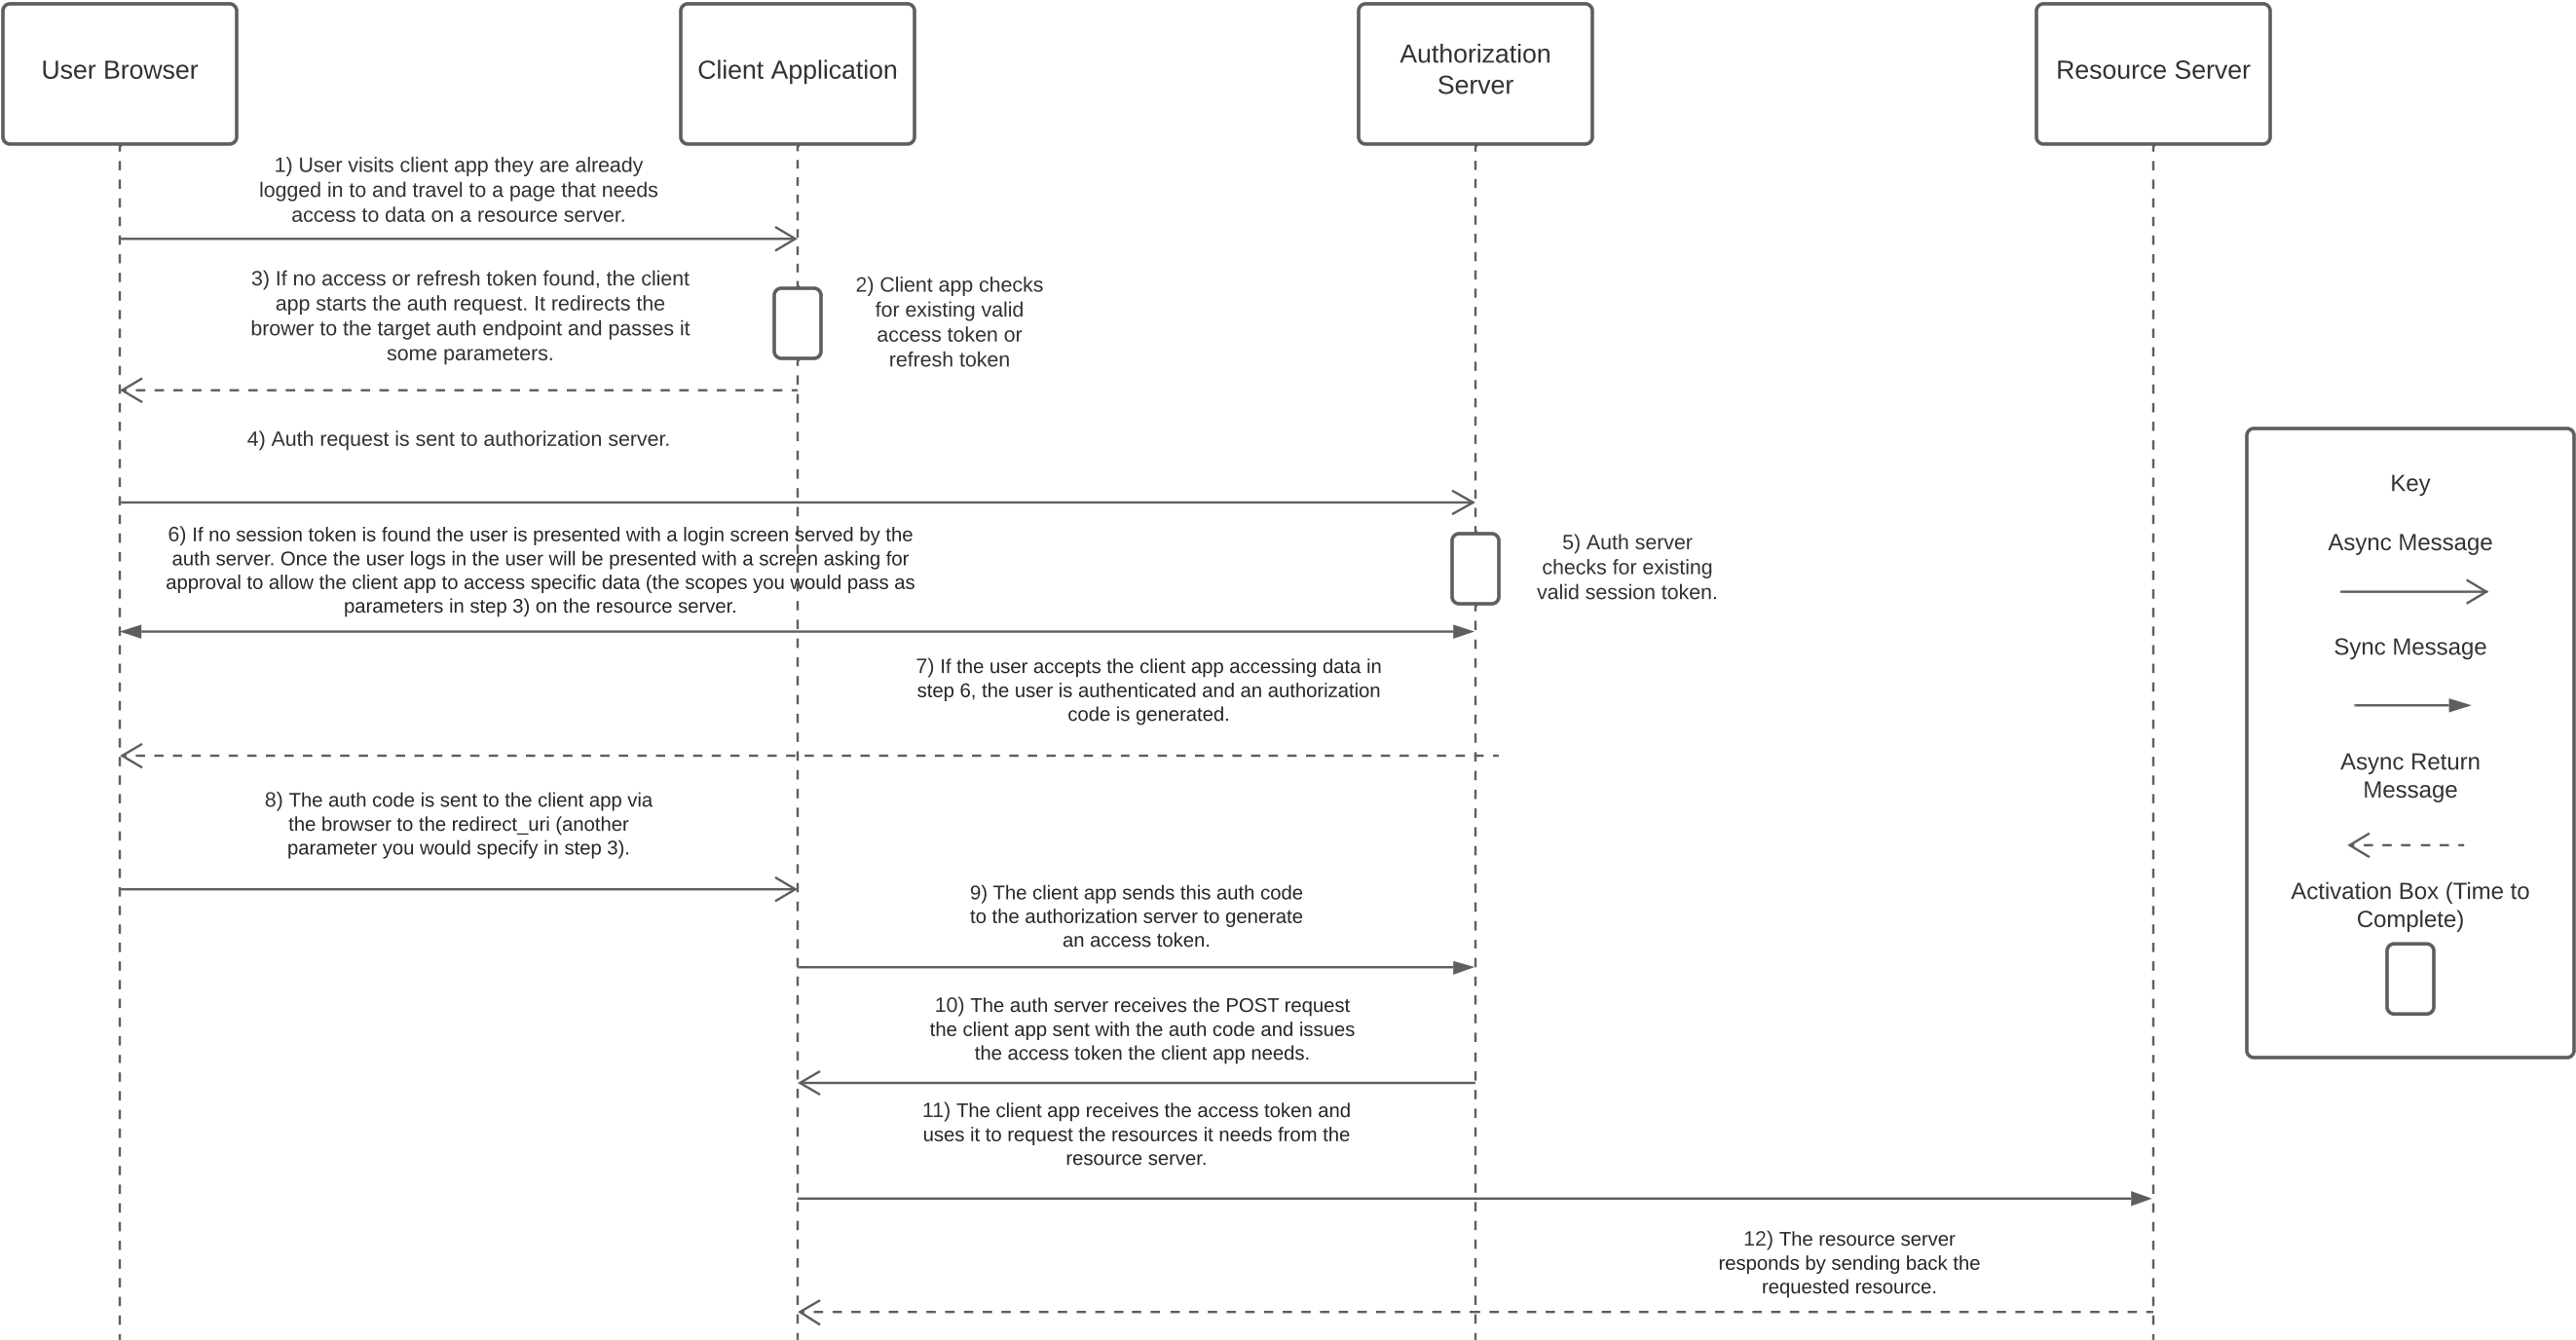 User Browser
Client Application
Authorization
Server
Resource Server
1) User visits client app they are already
logged in to and travel to a page that needs
access to data on a resource server.
2) Client app checks
for existing valid
access token or
refresh token
3) If no access or refresh token found, the client
app starts the auth request. It redirects the
brower to the target auth endpoint and passes it
some parameters.
4) Auth request is sent to authorization server.
5) Auth server
checks for existing
valid session token.
6) If no session token is found the user is presented with a login screen served by the
auth server. Once the user logs in the user will be presented with a screen asking for
approval to allow the client app to access specific data (the scopes you would pass as
parameters in step 3) on the resource server.
7) If the user accepts the client app accessing data in
step 6, the user is authenticated and an authorization
code is generated.
8) The auth code is sent to the client app via
the browser to the redirect_uri (another
parameter you would specify in step 3).
9) The client app sends this auth code
to the authorization server to generate
an access token.
10) The auth server receives the POST request
the client app sent with the auth code and issues
the access token the client app needs.
11) The client app receives the access token and
uses it to request the resources it needs from the
resource server.
12) The resource server
responds by sending back the
requested resource.
Key
Async Message
Sync Message
Async Return
Message
Activation Box (Time to
Complete)